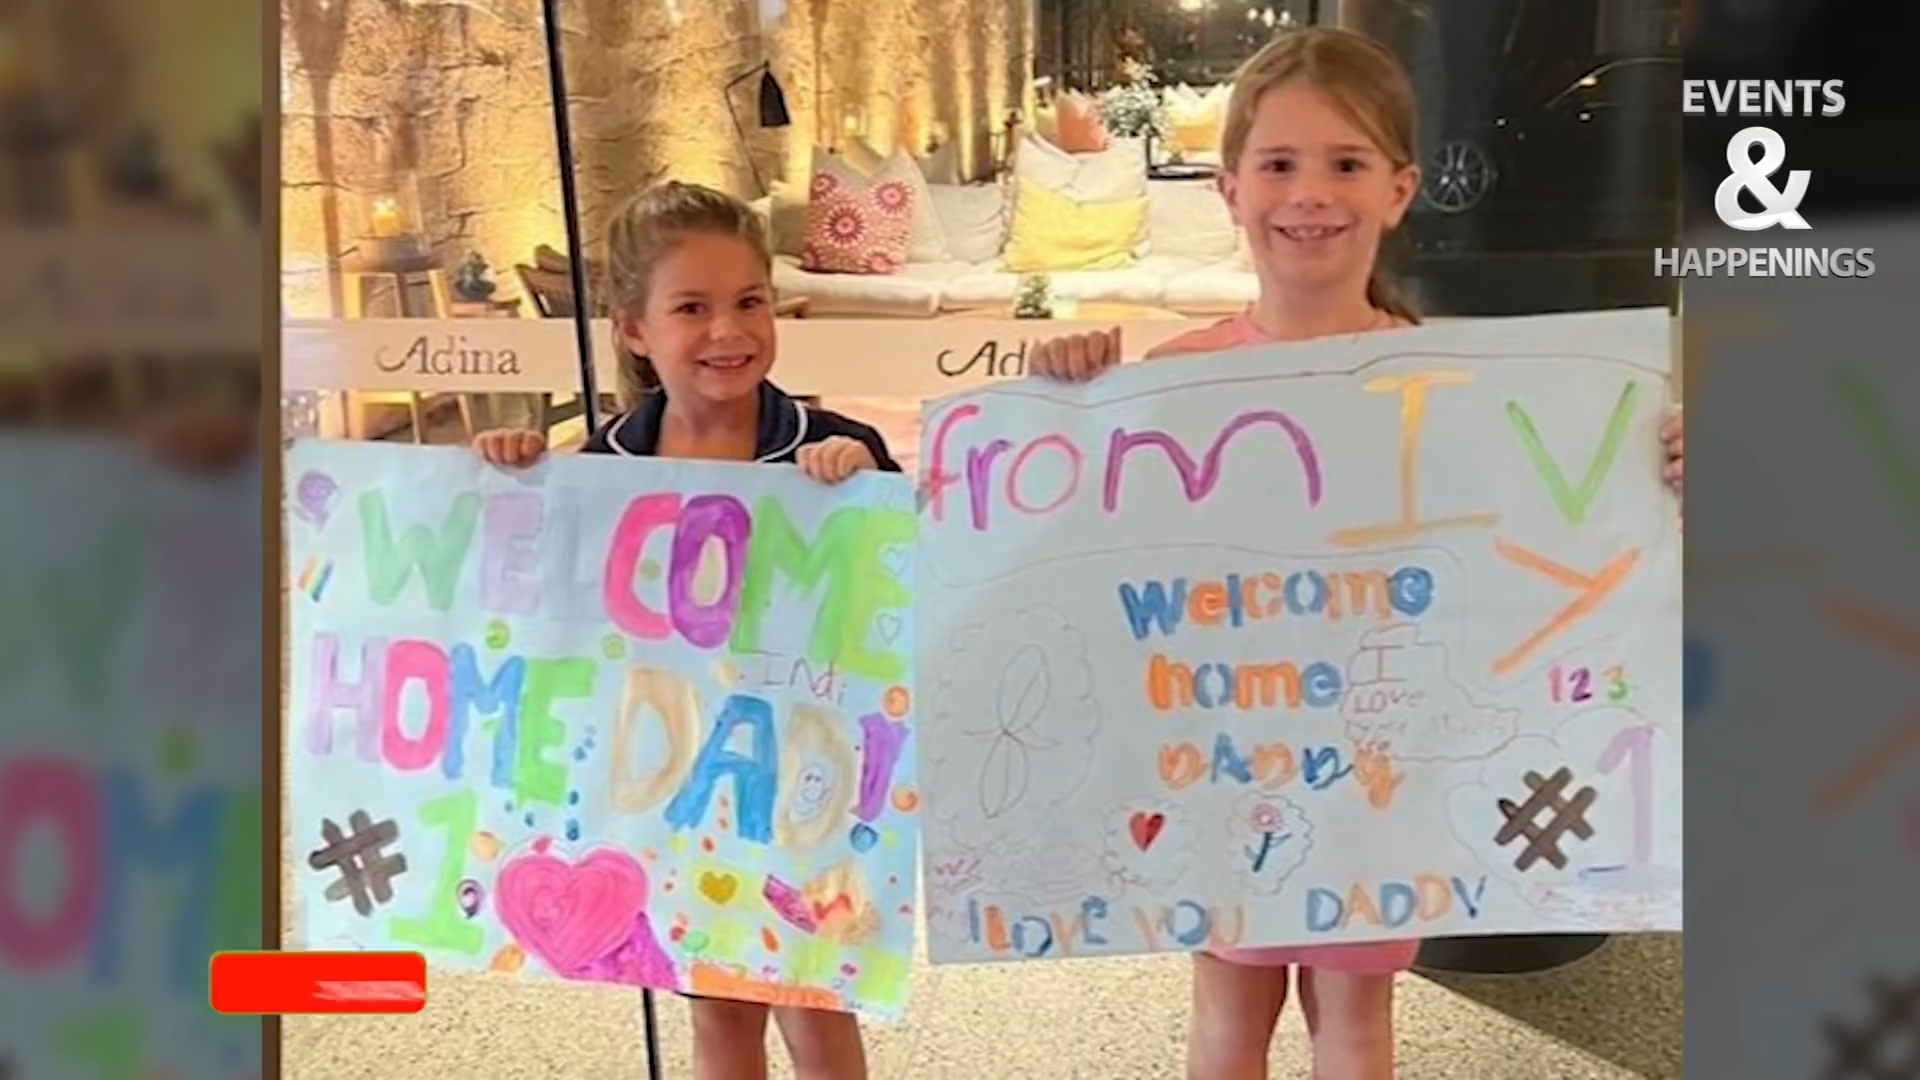 EVENTS
&
HAPPENINGS
Adina
Ad
WELCOME
HOME DAD!
Indi
#1
from IVY
Welcome
home
DADDY
I
LOVE
123
#1
I LOVE YOU DADDY